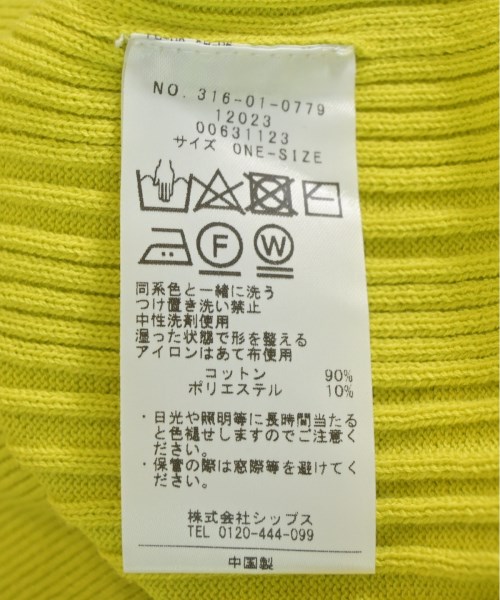 NO. 316-01-0779
12023
00631123
サイズ ONE-SIZE
F W
同系色と一緒に洗う
つけ置き洗い禁止
中性洗剤使用
湿った状態で形を整える
アイロンはあて布使用
コットン 90%
ポリエステル 10%
・日光や照明等に長時間当たる
と色褪せしますのでご注意く
ださい。
・保管の際は窓際等を避けてく
ださい。
株式会社シップス
TEL 0120-444-099
中国製